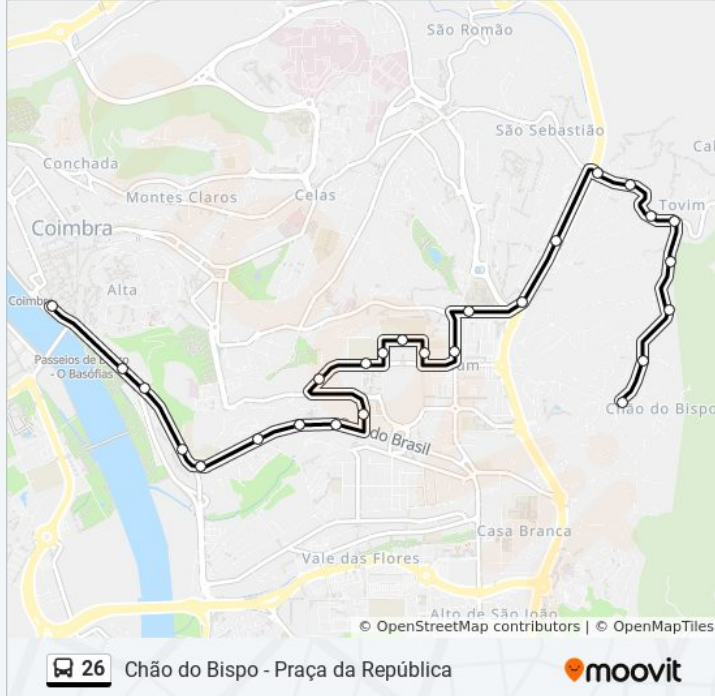 São Romão
São Sebastião
Cal
Conchada
Montes Claros
Celas
Tovim
Coimbra
Alta
Coimbra
Passeios de B
- O Basófias
um
Chão do Bispo
do Brasil
Casa Branca
Vale das Flores
Alto de São João
© OpenStreetMap contributors | © OpenMapTiles
26 Chão do Bispo - Praça da República
moovit